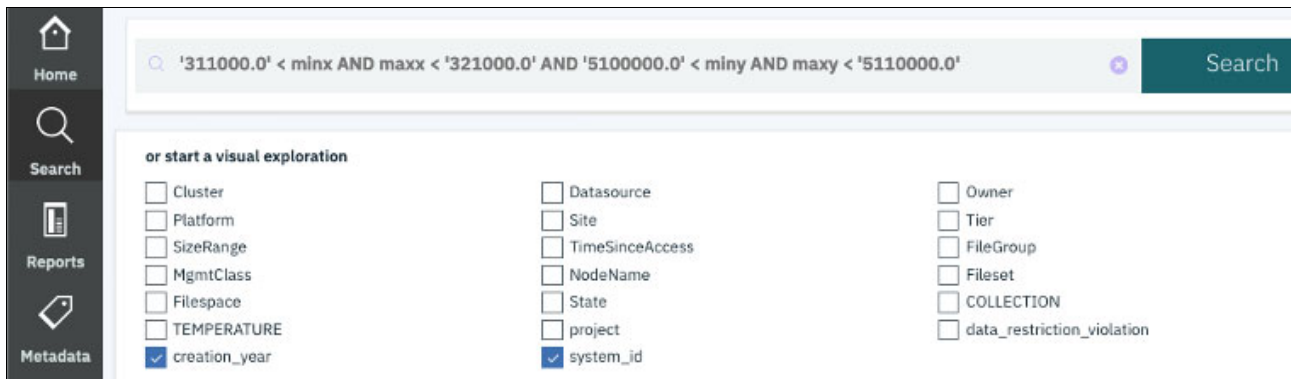 Home
Search
Reports
Metadata
'311000.0' < minx AND maxx < '321000.0' AND '5100000.0' < miny AND maxy < '5110000.0'
Search
or start a visual exploration
Cluster
Datasource
Owner
Platform
Site
Tier
SizeRange
TimeSinceAccess
FileGroup
MgmtClass
NodeName
Fileset
Filespace
State
COLLECTION
TEMPERATURE
project
data_restriction_violation
creation_year
system_id